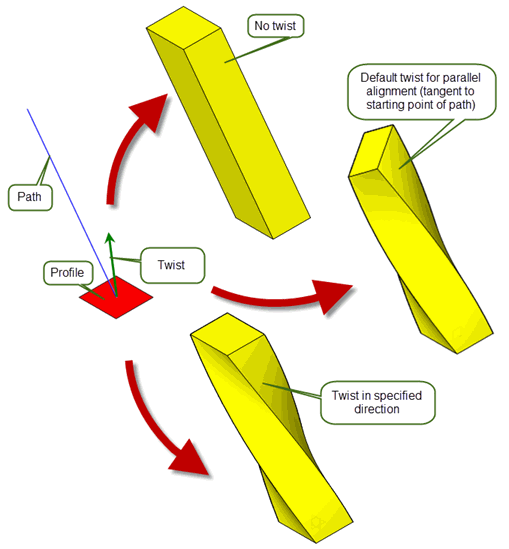 No twist
Default twist for parallel
alignment (tangent to
starting point of path)
Path
Profile
Twist
Twist in specified
direction